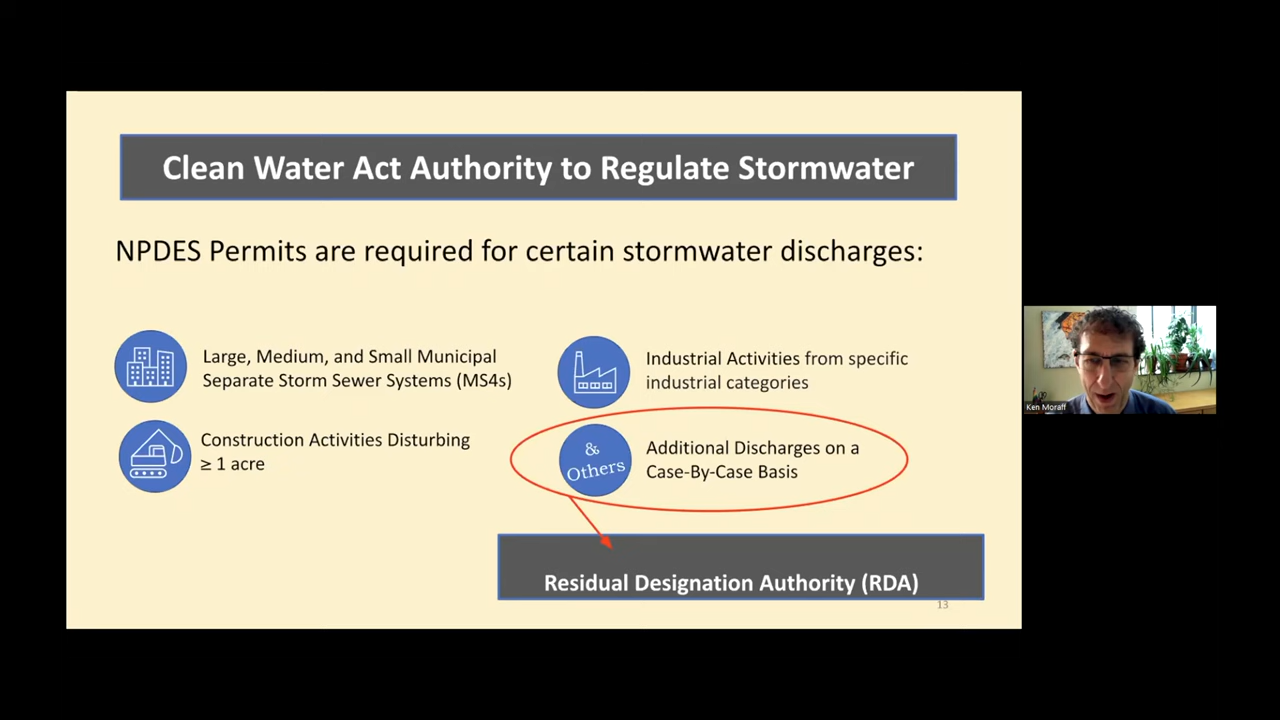 Clean Water Act Authority to Regulate Stormwater
NPDES Permits are required for certain stormwater discharges:
Large, Medium, and Small Municipal
Separate Storm Sewer Systems (MS4s)
Industrial Activities from specific
industrial categories
Construction Activities Disturbing
≥ 1 acre
&
Others
Additional Discharges on a
Case-By-Case Basis
Residual Designation Authority (RDA)
13
Ken Moraff